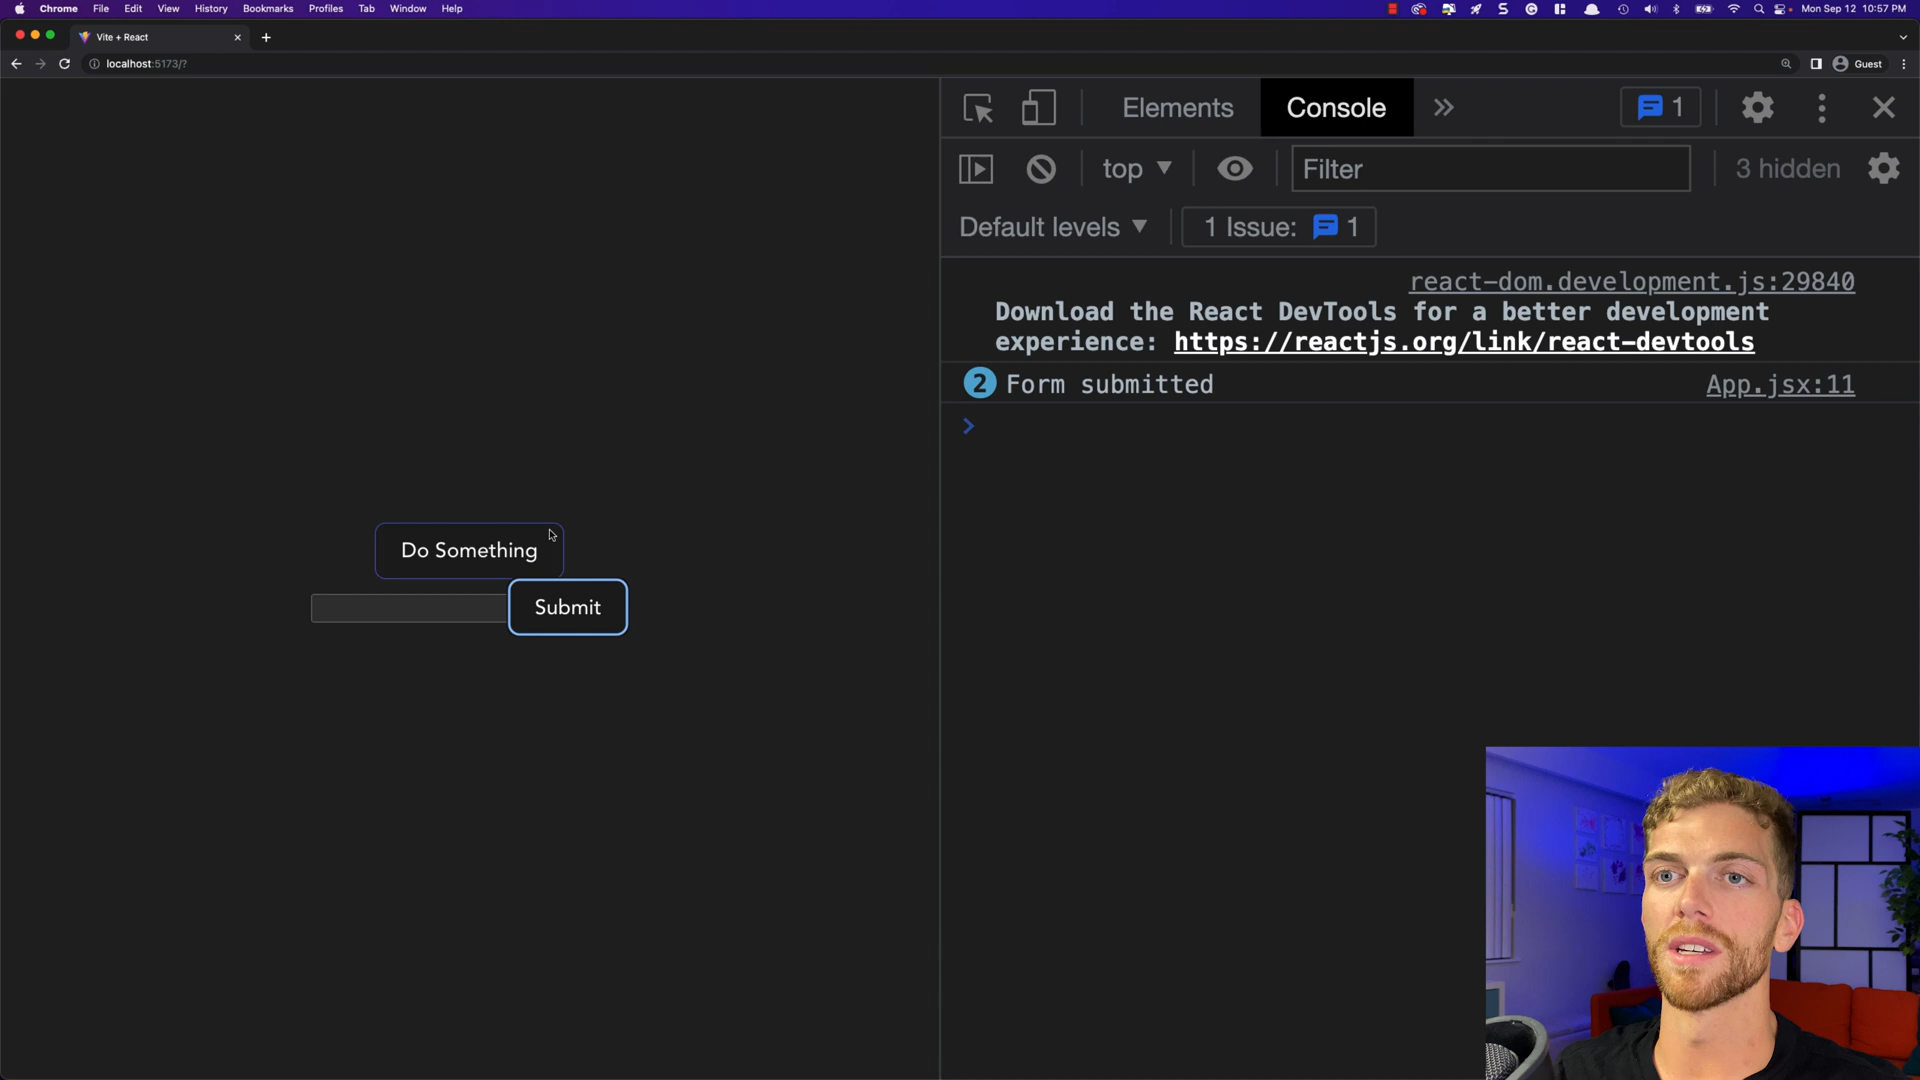 Chrome File Edit View History Bookmarks Profiles Tab Window Help
Mon Sep 12 10:57 PM
Vite + React
localhost:5173/?
Guest
Elements Console 1
top Filter 3 hidden
Default levels 1 Issue: 1
react-dom.development.js:29840
Download the React DevTools for a better development
experience: https://reactjs.org/link/react-devtools
2 Form submitted App.jsx:11
Do Something
Submit